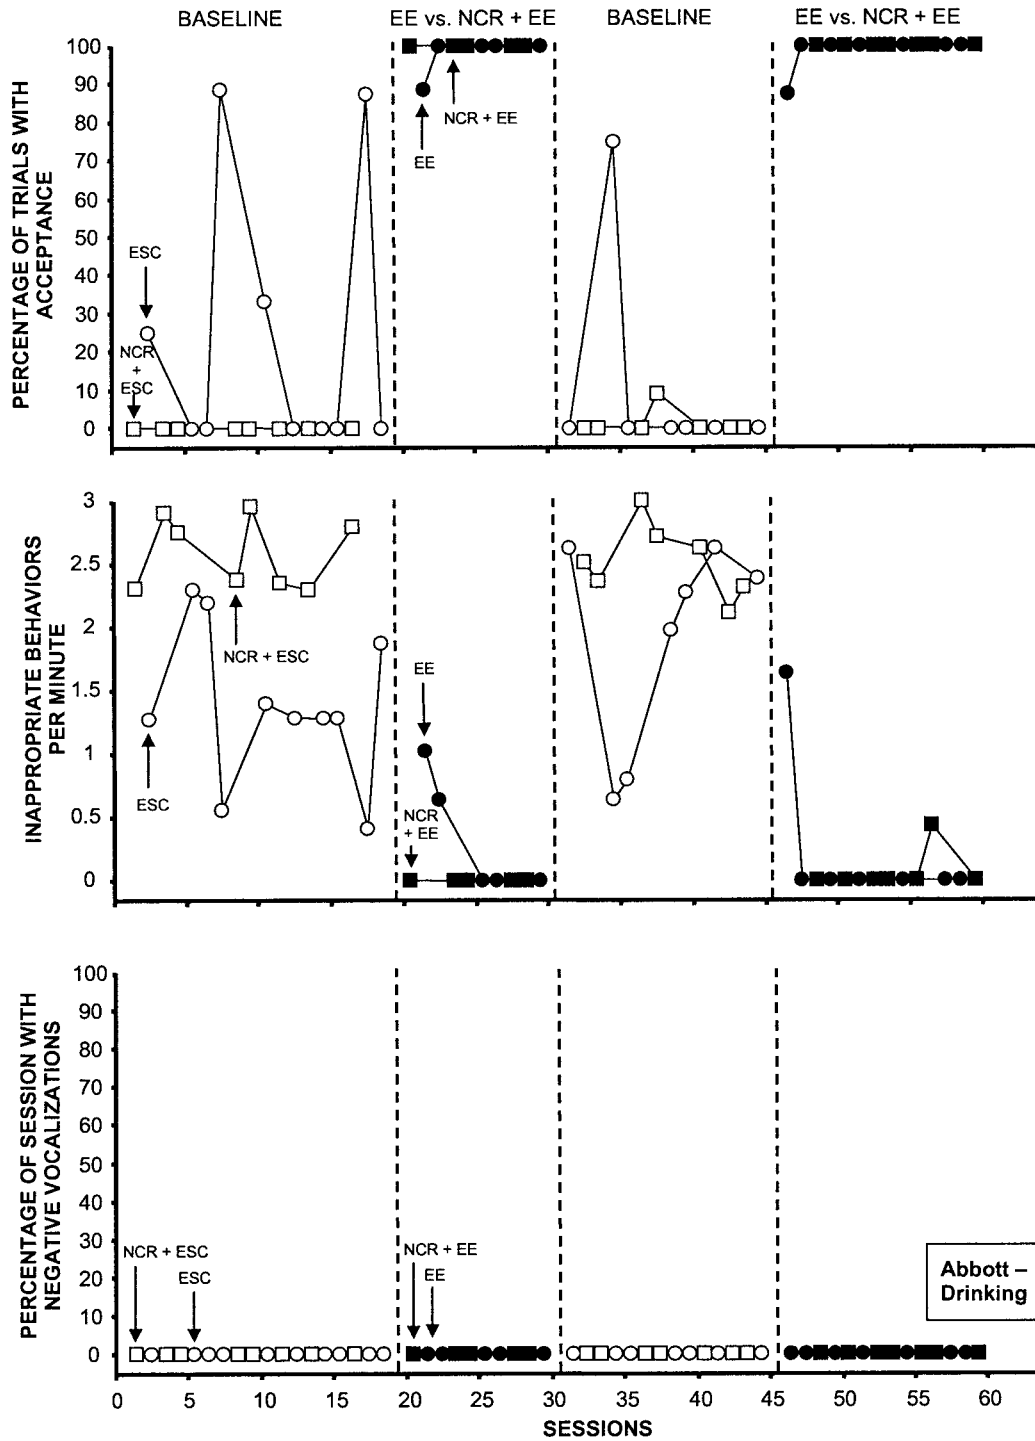 BASELINE EE vs. NCR + EE BASELINE EE vs. NCR + EE
PERCENTAGE OF TRIALS WITH
ACCEPTANCE
100
90
80
70
60
50
40
30
20
10
0
ESC
NCR
+
ESC
NCR + EE
EE
INAPPROPRIATE BEHAVIORS
PER MINUTE
3
2.5
2
1.5
1
0.5
0
NCR + ESC
ESC
EE
NCR
+ EE
PERCENTAGE OF SESSION WITH
NEGATIVE VOCALIZATIONS
100
90
80
70
60
50
40
30
20
10
0
NCR + ESC
ESC
NCR + EE
EE
Abbott –
Drinking
0 5 10 15 20 25 30 35 40 45 50 55 60
SESSIONS